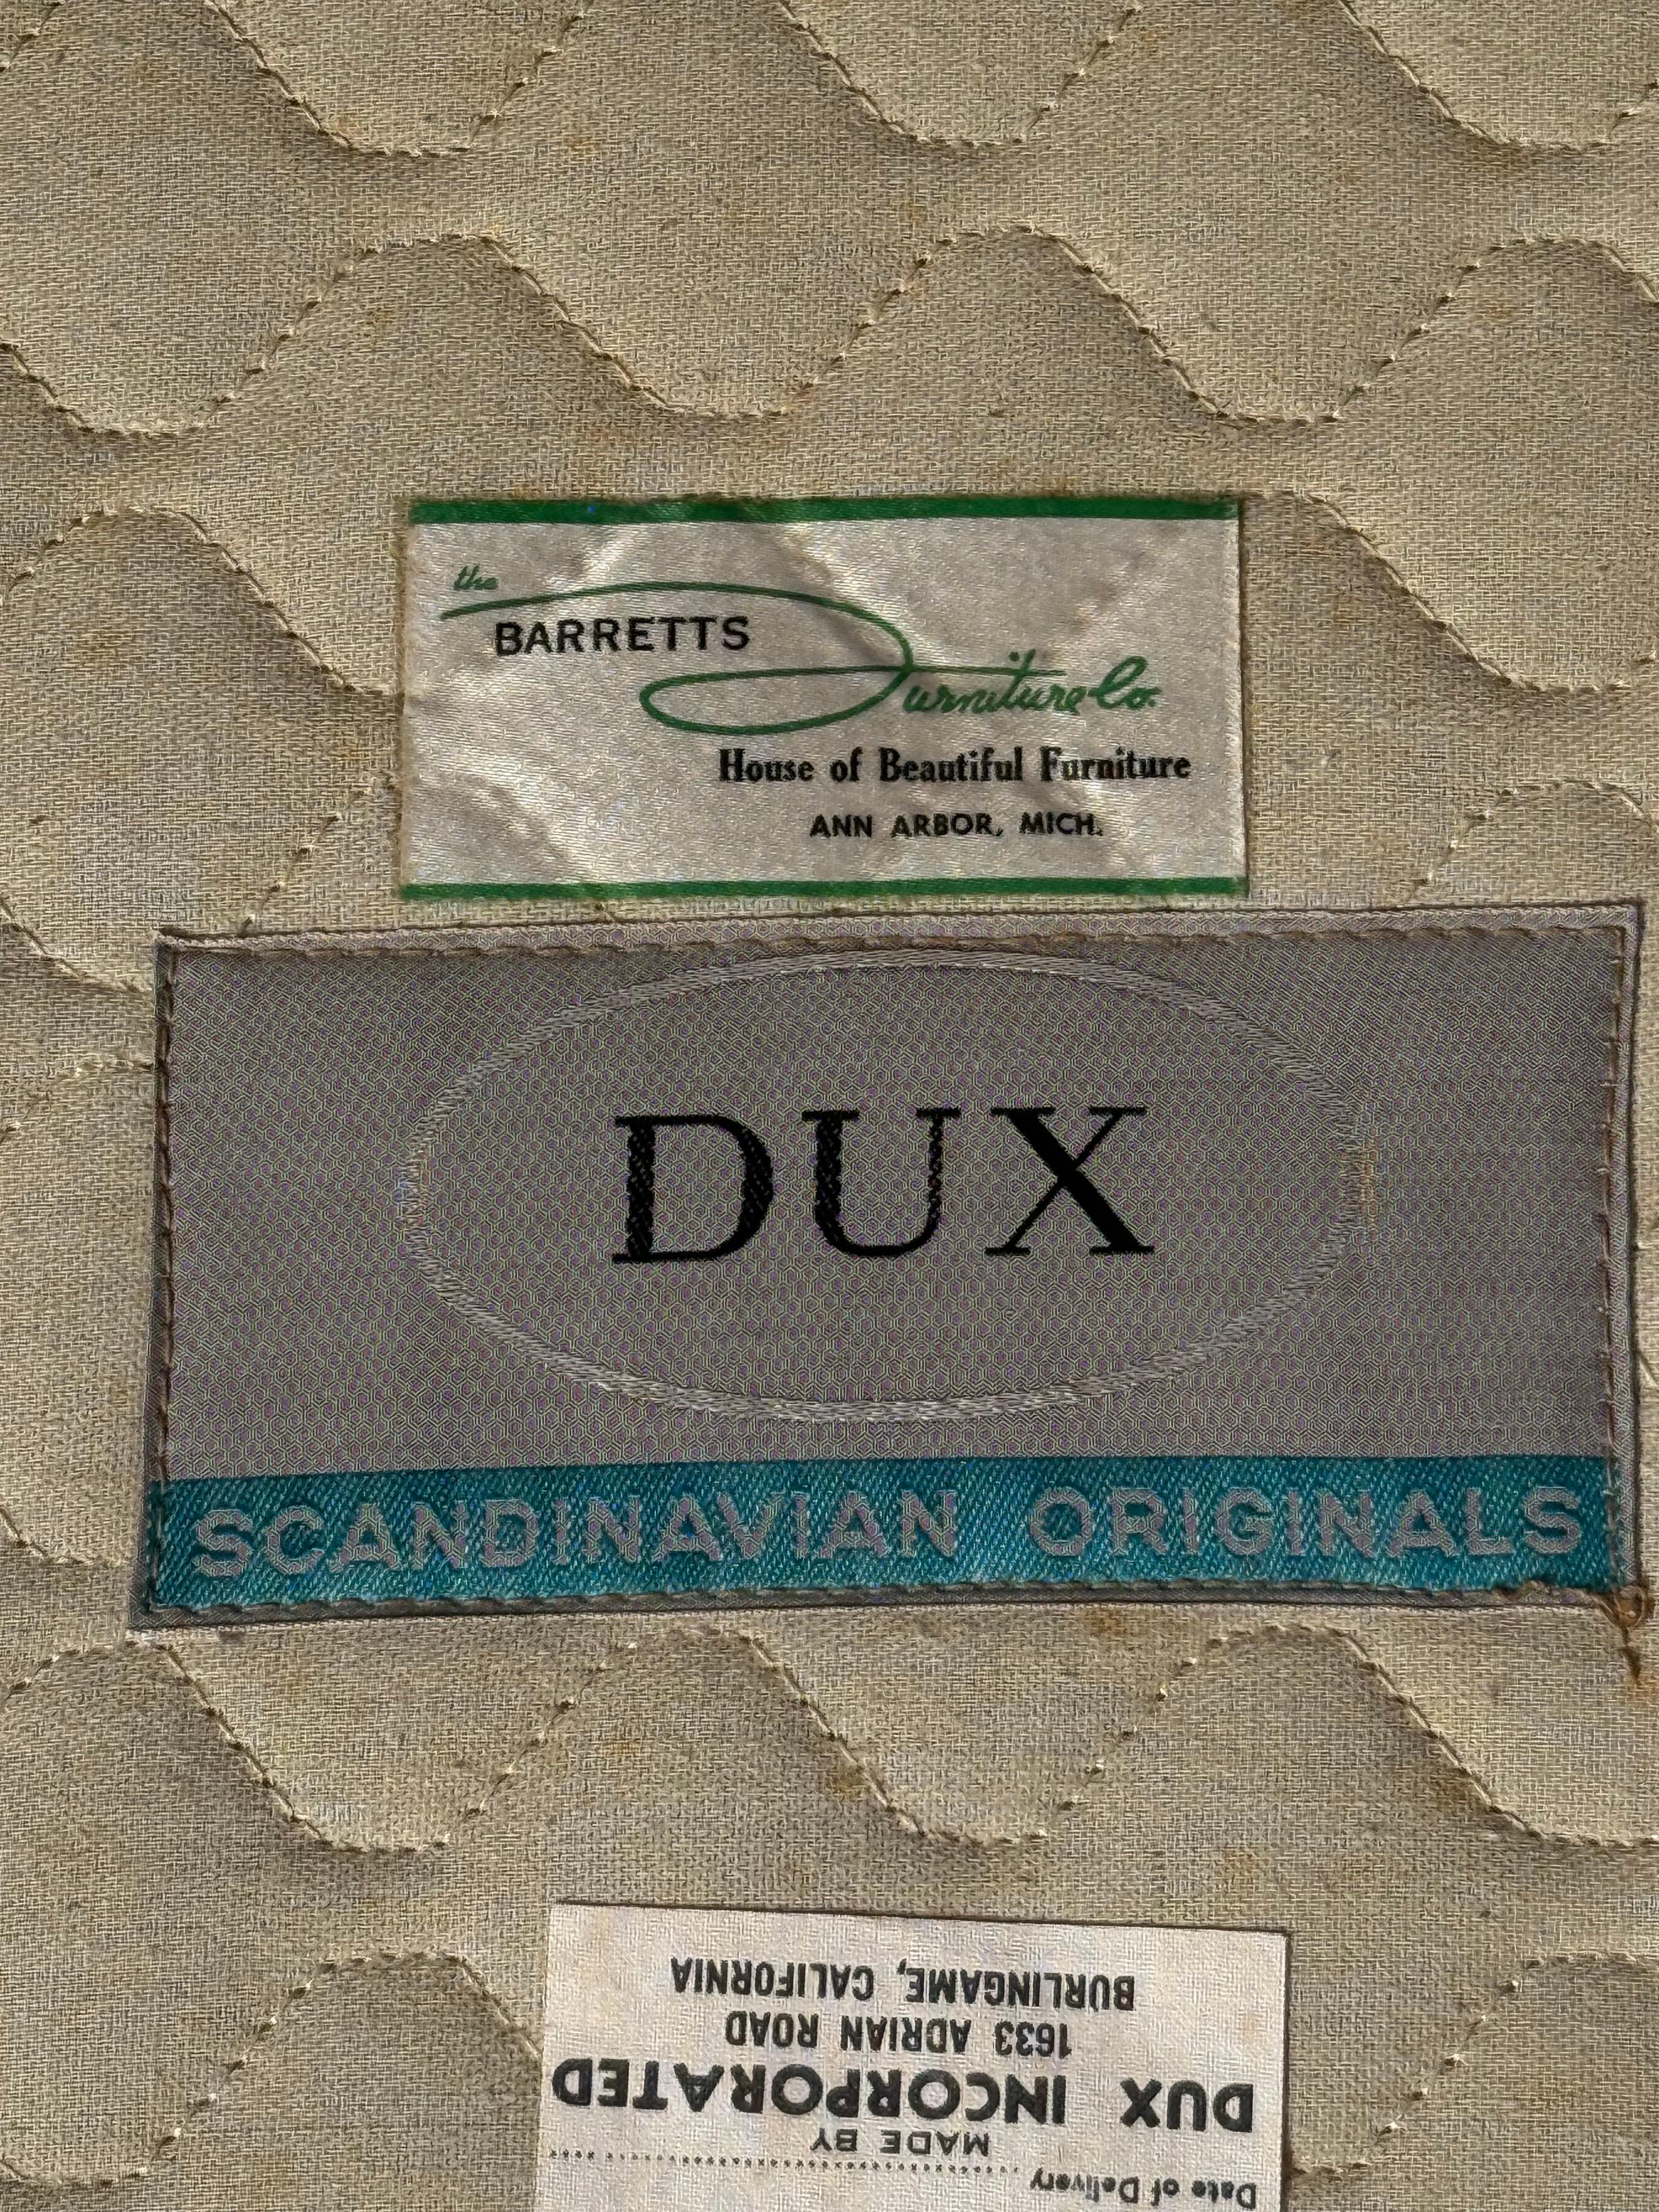 the
BARRETTS
Furniture Co.
House of Beautiful Furniture
ANN ARBOR, MICH.
DUX
SCANDINAVIAN ORIGINALS
Date of Delivery
MADE BY
DUX INCORPORATED
1633 ADRIAN ROAD
BURLINGAME, CALIFORNIA